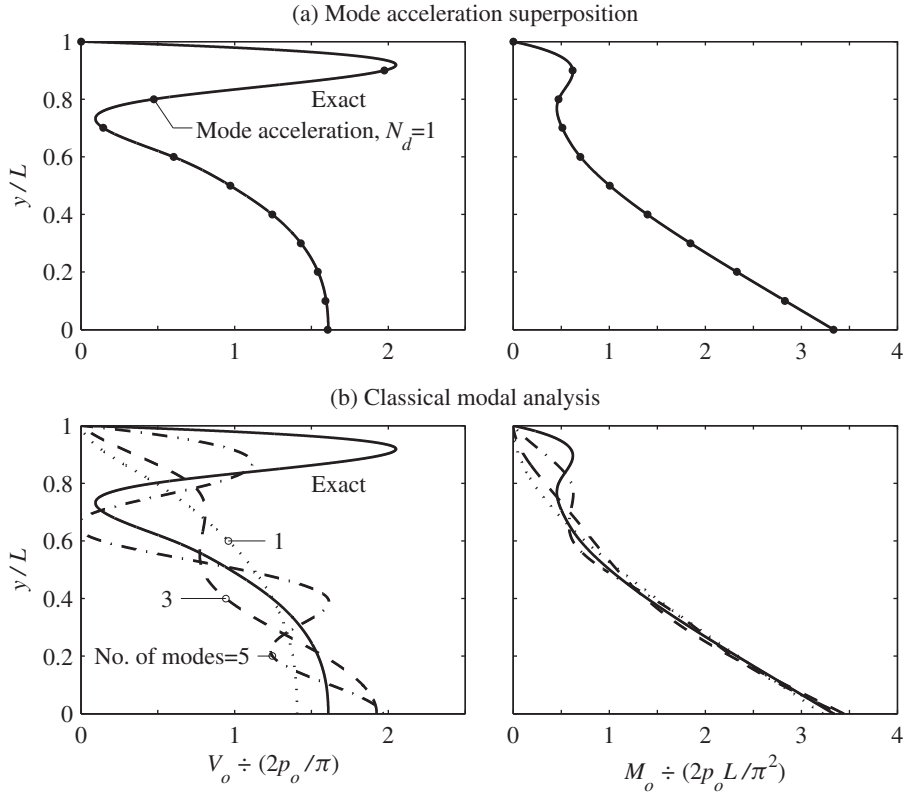 (a) Mode acceleration superposition
1
0.8
0.6
0.4
0.2
0
y / L
Exact
Mode acceleration, N_d=1
0 1 2
0 1 2 3 4
(b) Classical modal analysis
1
0.8
0.6
0.4
0.2
0
y / L
Exact
1
3
No. of modes=5
0 1 2
V_o ÷ (2p_o /π)
0 1 2 3 4
M_o ÷ (2p_o L /π²)